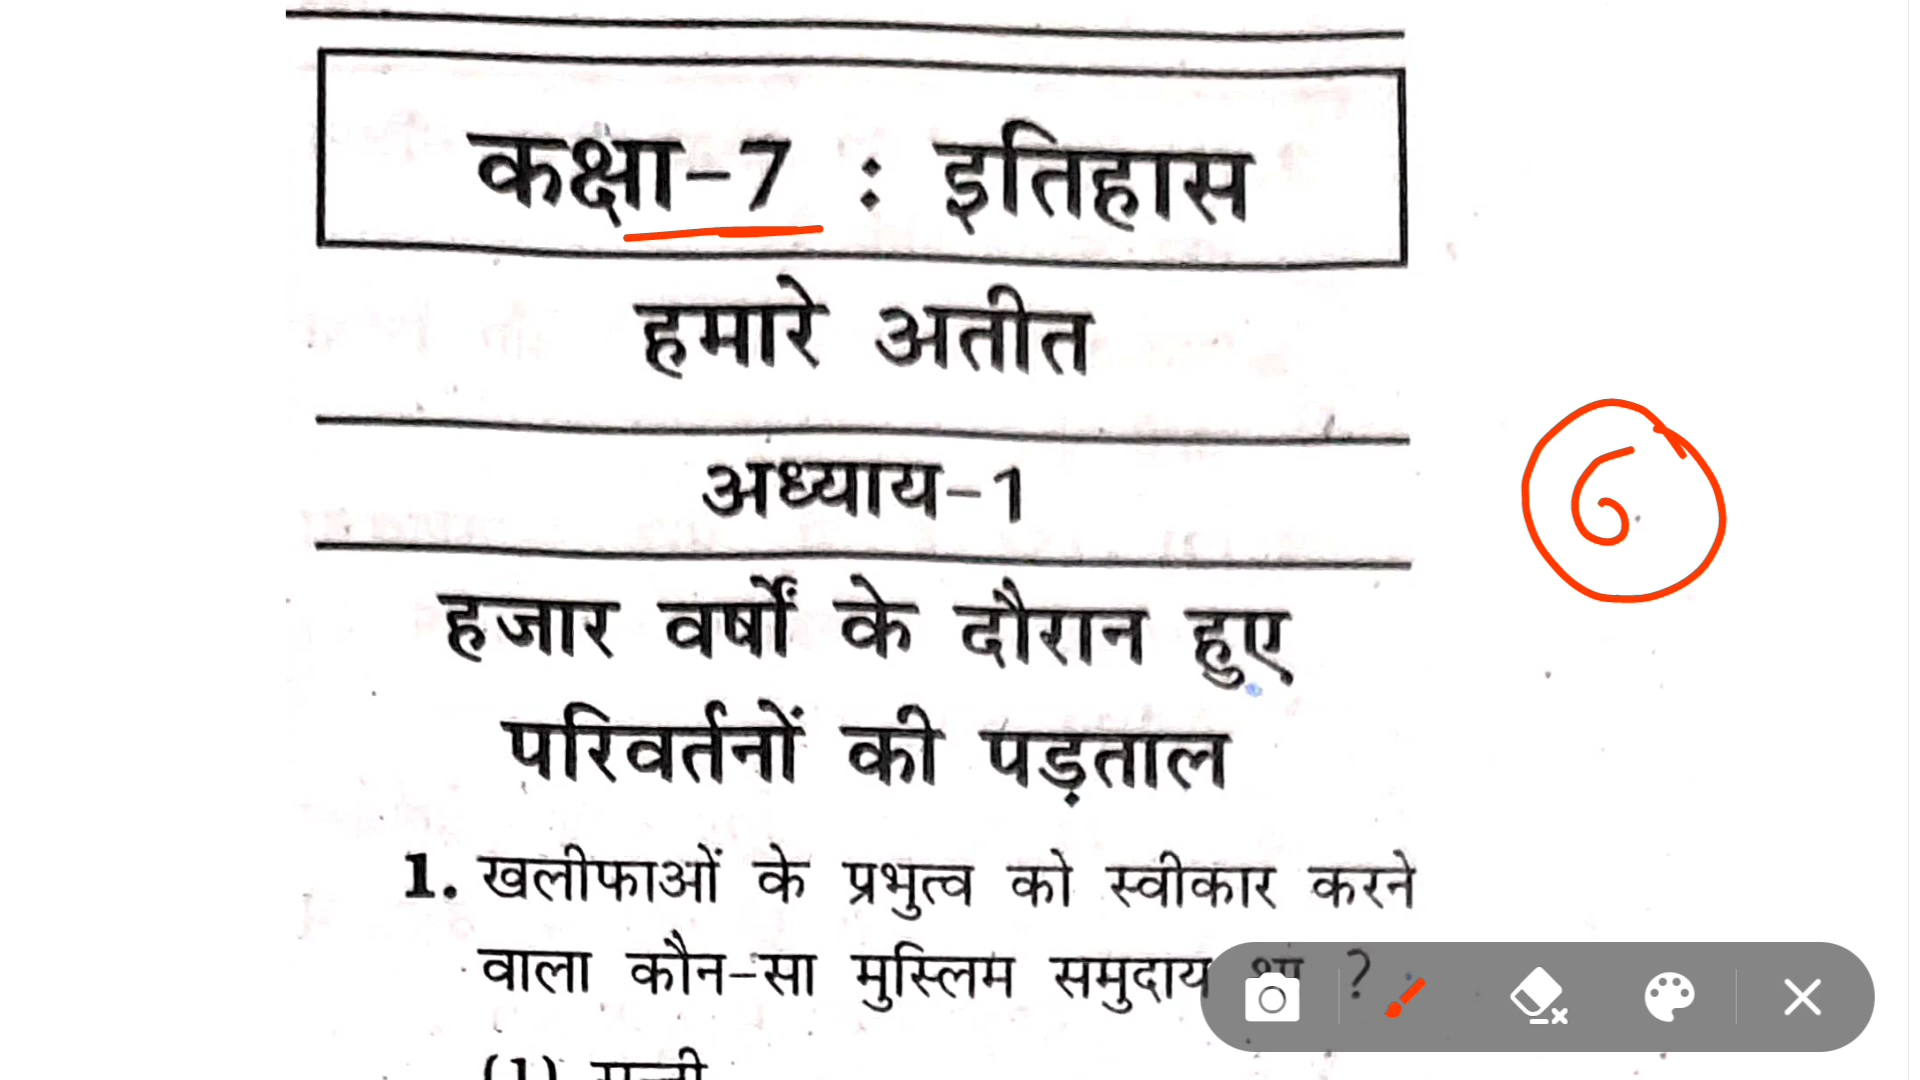 कक्षा-7 : इतिहास
हमारे अतीत
अध्याय-1
6
हजार वर्षों के दौरान हुए
परिवर्तनों की पड़ताल
1. खलीफाओं के प्रभुत्व को स्वीकार करने
वाला कौन-सा मुस्लिम समुदाय था ?
(1)